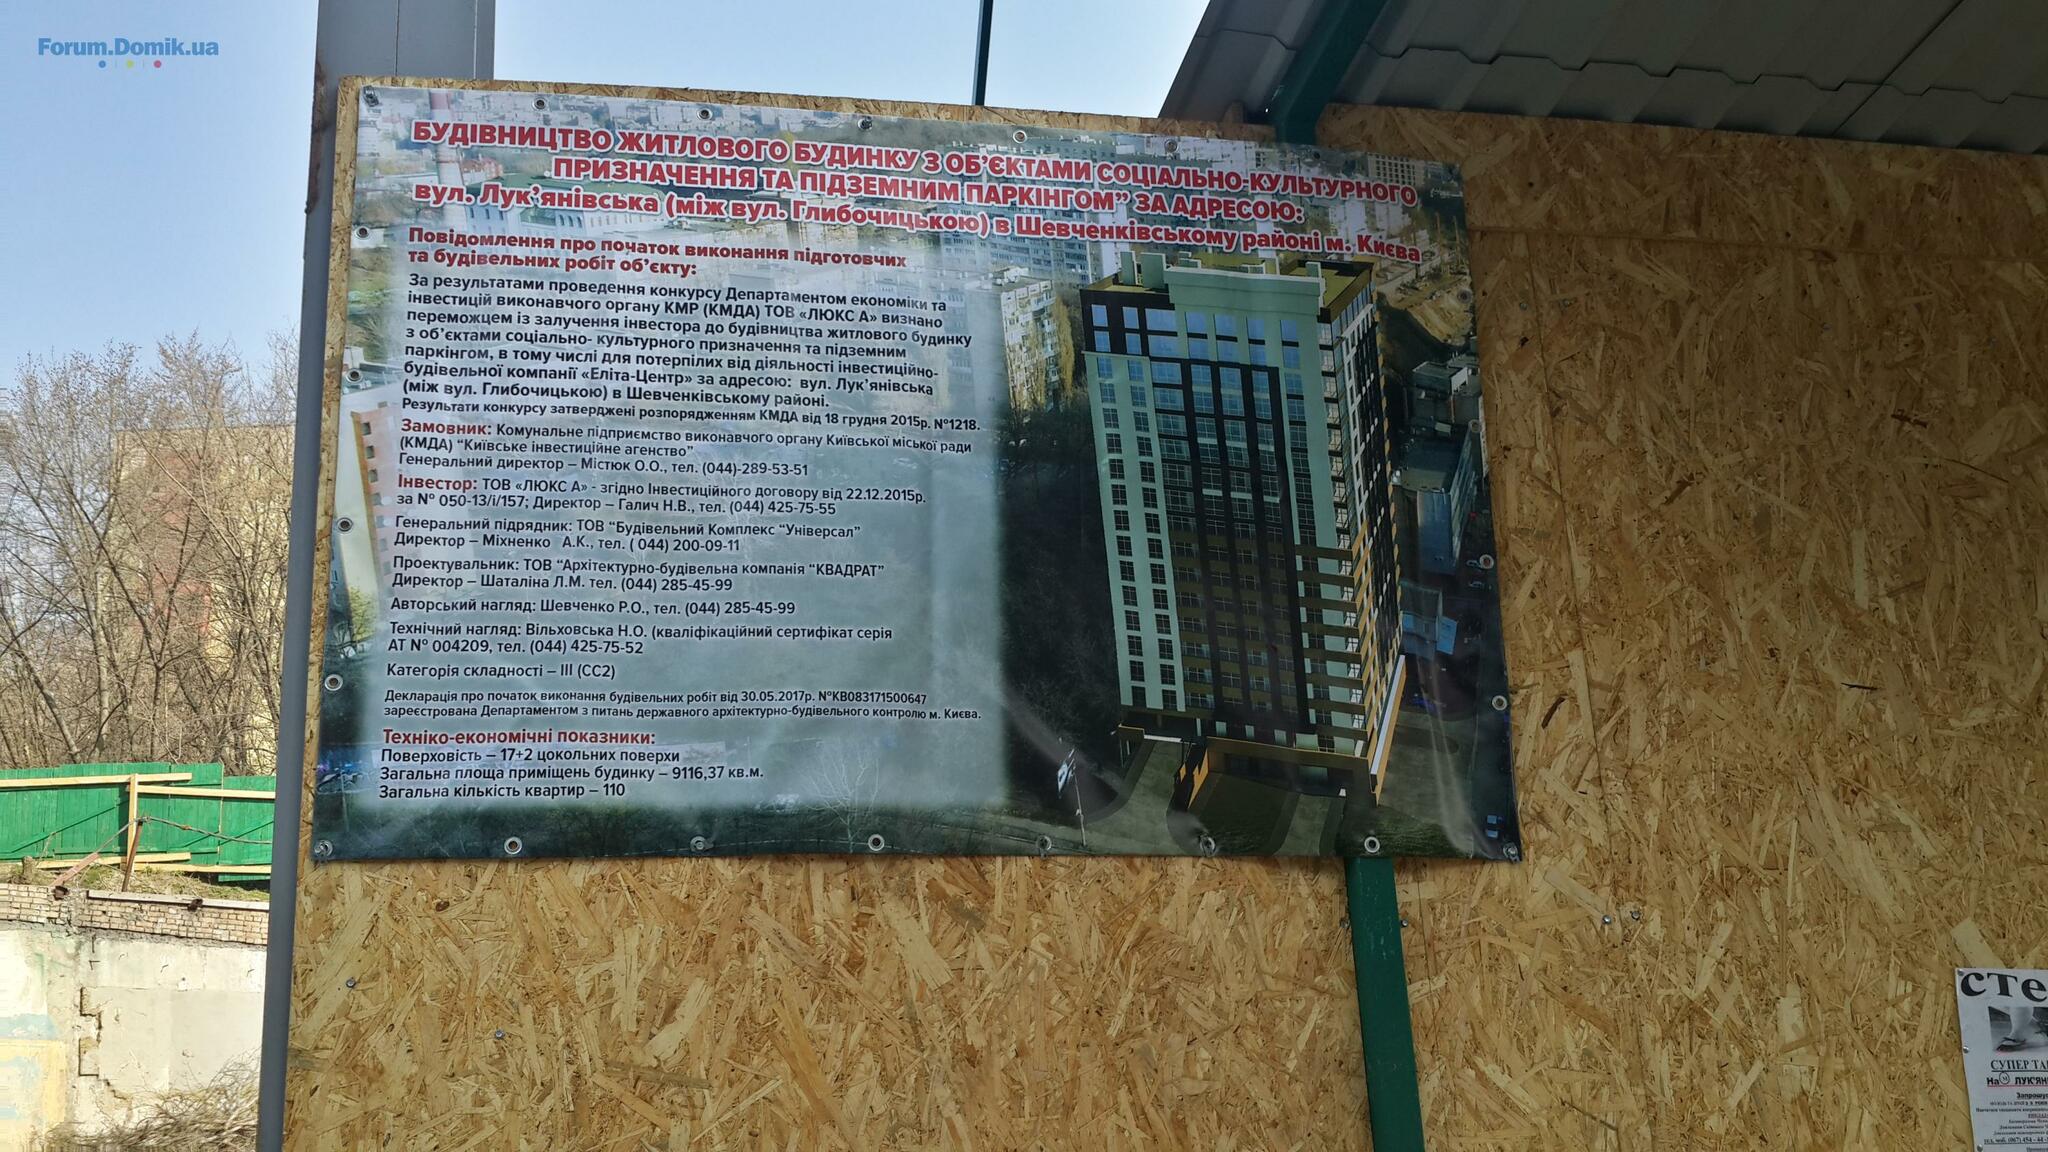 Forum.Domik.ua
БУДІВНИЦТВО ЖИТЛОВОГО БУДИНКУ З ОБ’ЄКТАМИ СОЦІАЛЬНО-КУЛЬТУРНОГО
ПРИЗНАЧЕННЯ ТА ПІДЗЕМНИМ ПАРКІНГОМ” ЗА АДРЕСОЮ:
вул. Лук’янівська (між вул. Глибочицькою) в Шевченківському районі м. Києва
Повідомлення про початок виконання підготовчих
та будівельних робіт об’єкту:
За результатами проведення конкурсу Департаментом економіки та
інвестицій виконавчого органу КМР (КМДА) ТОВ «ЛЮКС А» визнано
переможцем із залучення інвестора до будівництва житлового будинку
з об’єктами соціально- культурного призначення та підземним
паркінгом, в тому числі для потерпілих від діяльності інвестиційно-
будівельної компанії «Еліта-Центр» за адресою: вул. Лук’янівська
(між вул. Глибочицькою) в Шевченківському районі.
Результати конкурсу затверджені розпорядженням КМДА від 18 грудня 2015р. №1218.
Замовник: Комунальне підприємство виконавчого органу Київської міської ради
(КМДА) “Київське інвестиційне агенство”
Генеральний директор – Містюк О.О., тел. (044)-289-53-51
Інвестор: ТОВ «ЛЮКС А» - згідно Інвестиційного договору від 22.12.2015р.
за № 050-13/і/157; Директор – Галич Н.В., тел. (044) 425-75-55
Генеральний підрядник: ТОВ “Будівельний Комплекс “Універсал”
Директор – Міхненко А.К., тел. ( 044) 200-09-11
Проектувальник: ТОВ “Архітектурно-будівельна компанія “КВАДРАТ”
Директор – Шаталіна Л.М. тел. (044) 285-45-99
Авторський нагляд: Шевченко Р.О., тел. (044) 285-45-99
Технічний нагляд: Вільховська Н.О. (кваліфікаційний сертифікат серія
АТ № 004209, тел. (044) 425-75-52
Категорія складності – III (СС2)
Декларація про початок виконання будівельних робіт від 30.05.2017р. №КВ083171500647
зареєстрована Департаментом з питань державного архітектурно-будівельного контролю м. Києва.
Техніко-економічні показники:
Поверховість – 17+2 цокольних поверхи
Загальна площа приміщень будинку – 9116,37 кв.м.
Загальна кількість квартир – 110
сте
СУПЕР ТА
На М ЛУК'ЯН
Запрошу